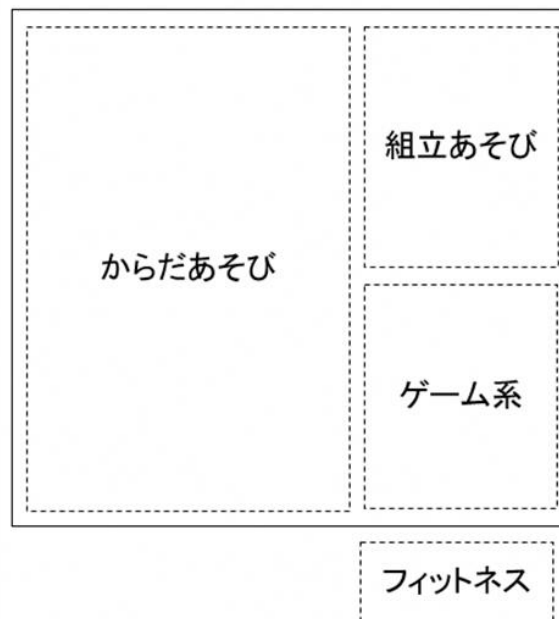 からだあそび
組立あそび
ゲーム系
フィットネス